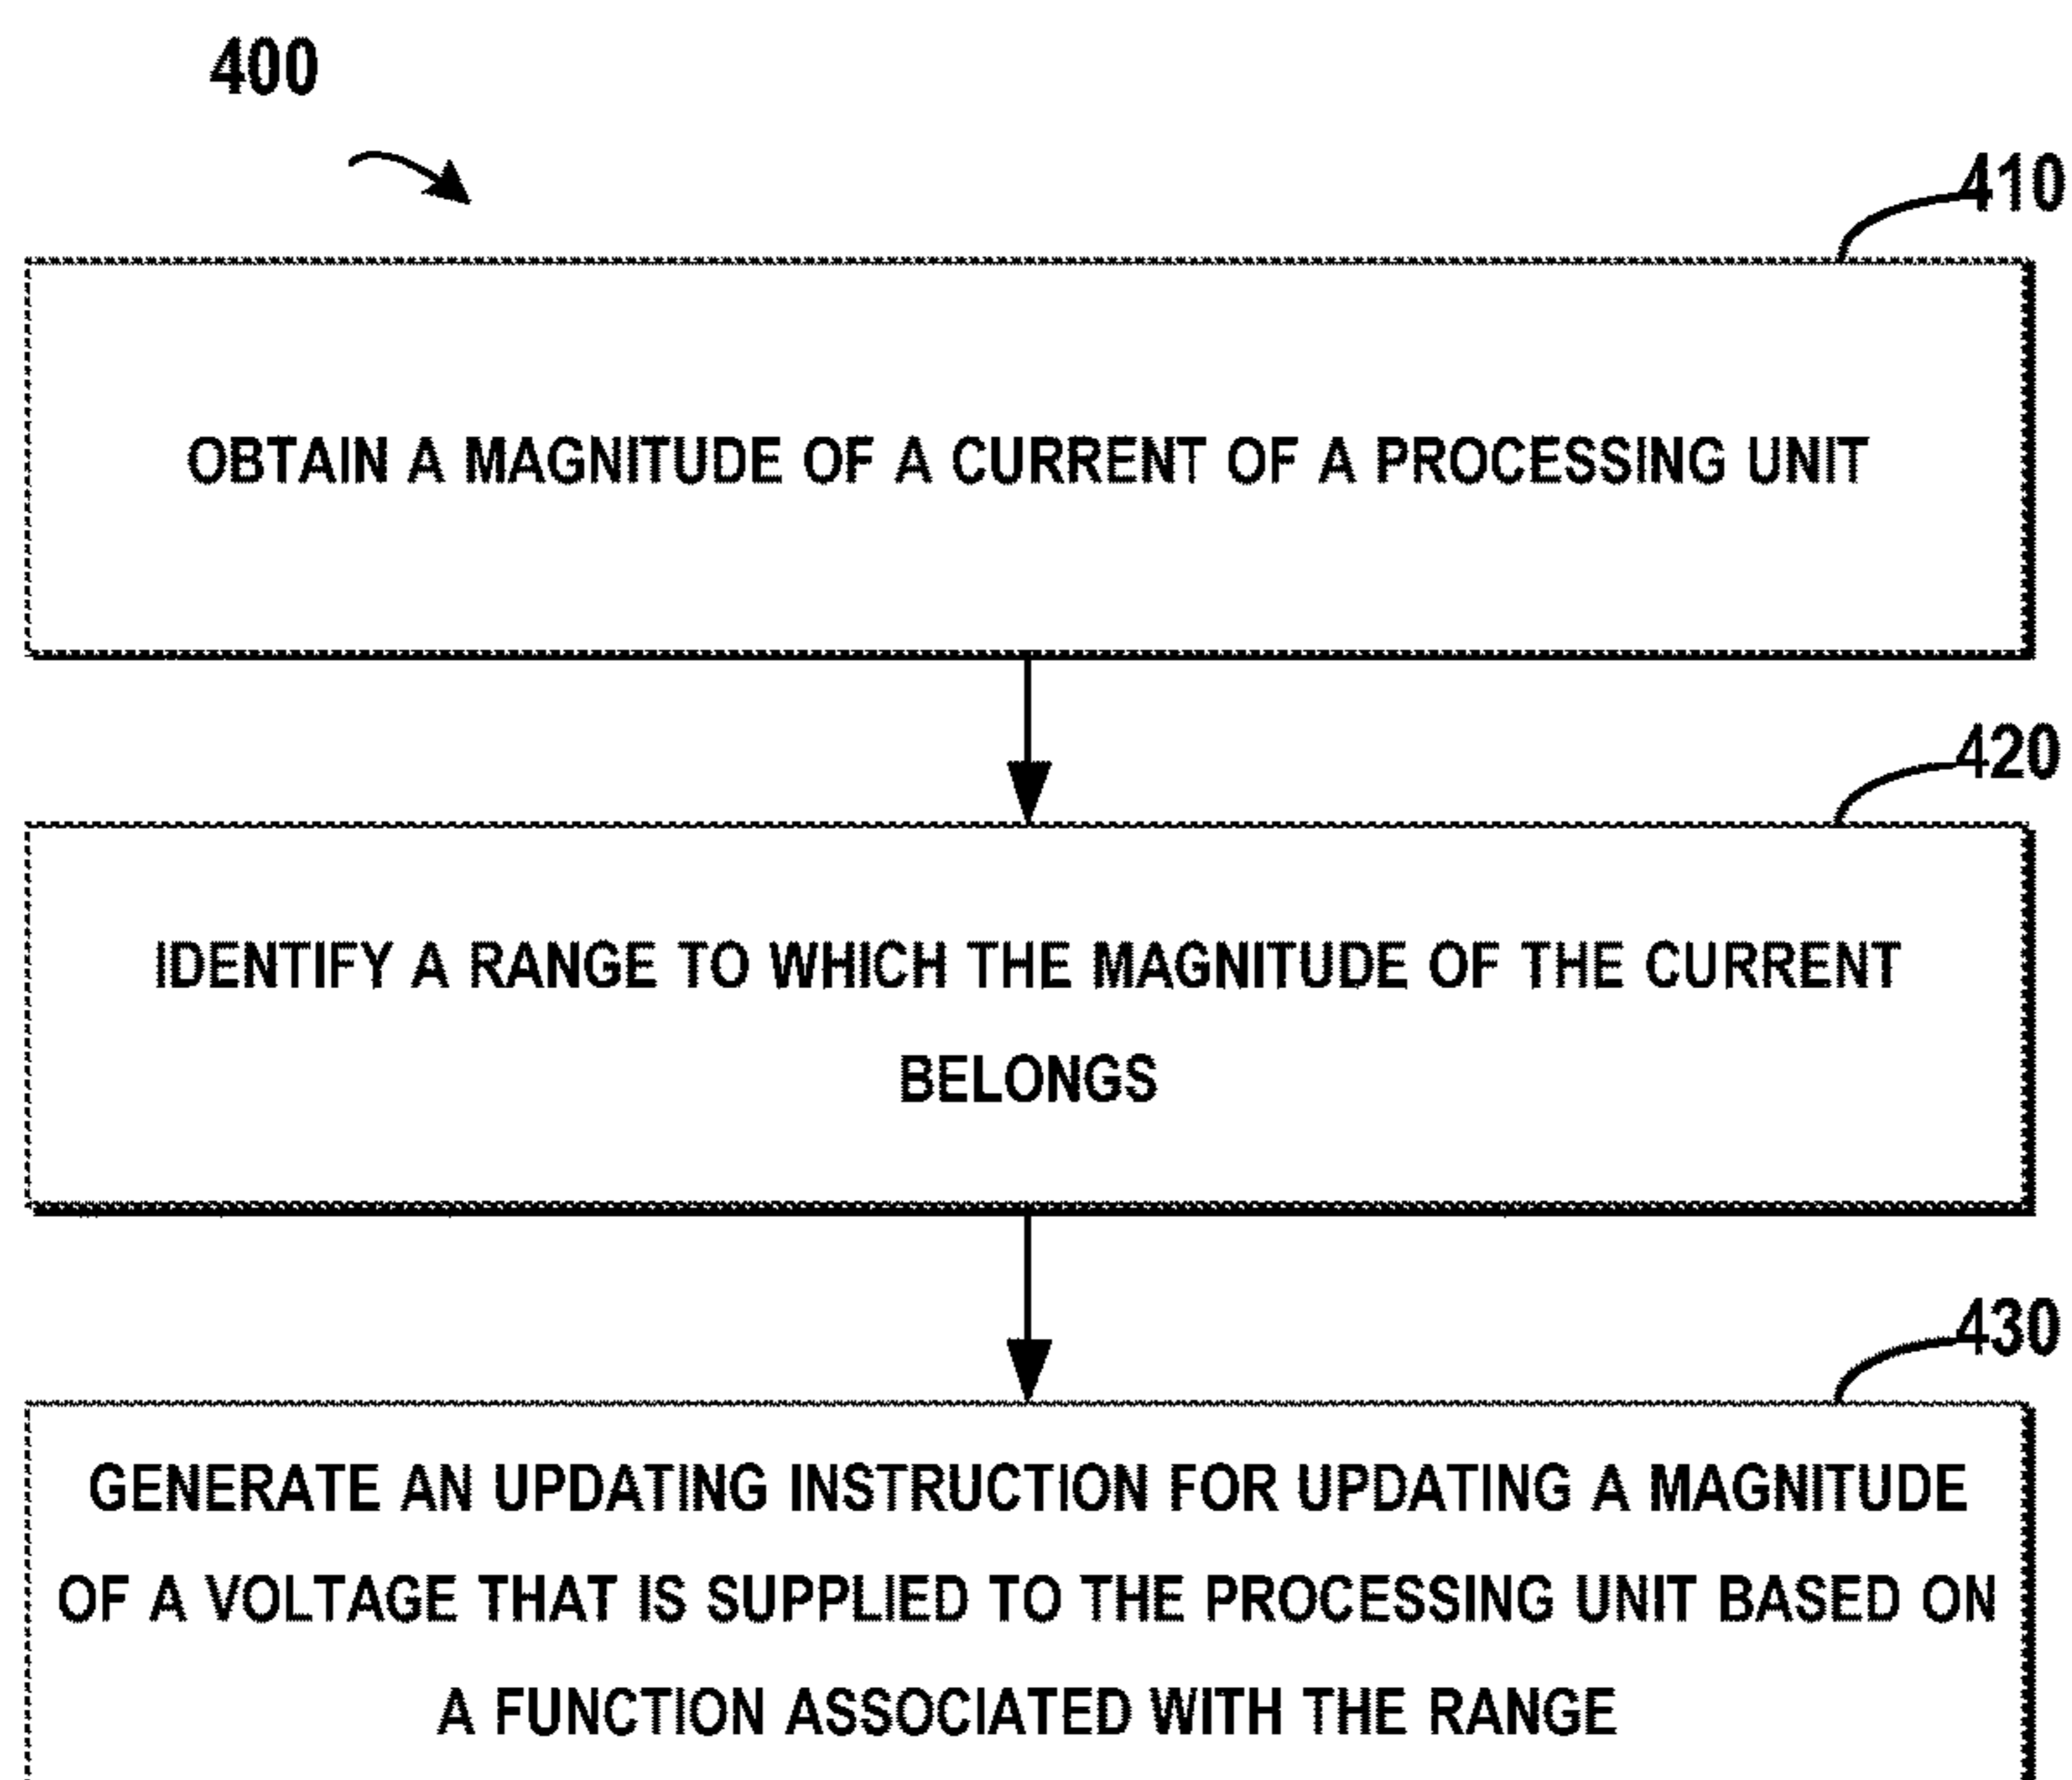 400
410
OBTAIN A MAGNITUDE OF A CURRENT OF A PROCESSING UNIT
420
IDENTIFY A RANGE TO WHICH THE MAGNITUDE OF THE CURRENT
BELONGS
430
GENERATE AN UPDATING INSTRUCTION FOR UPDATING A MAGNITUDE
OF A VOLTAGE THAT IS SUPPLIED TO THE PROCESSING UNIT BASED ON
A FUNCTION ASSOCIATED WITH THE RANGE